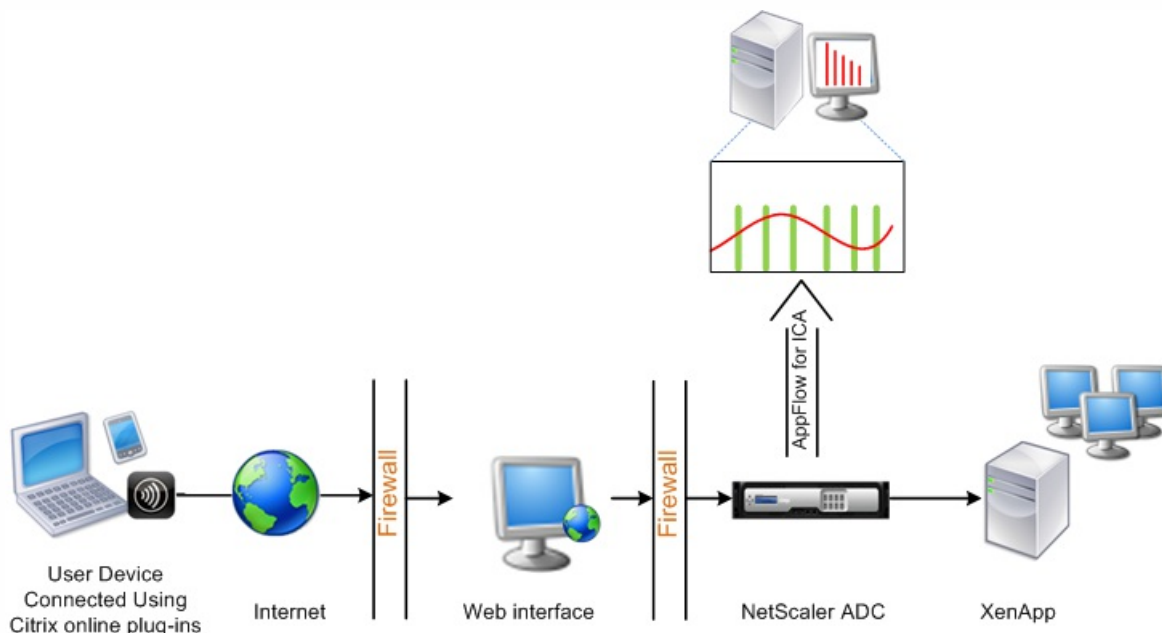 AppFlow for ICA
Firewall
Firewall
User Device
Connected Using
Citrix online plug-ins
Internet
Web interface
NetScaler ADC
XenApp